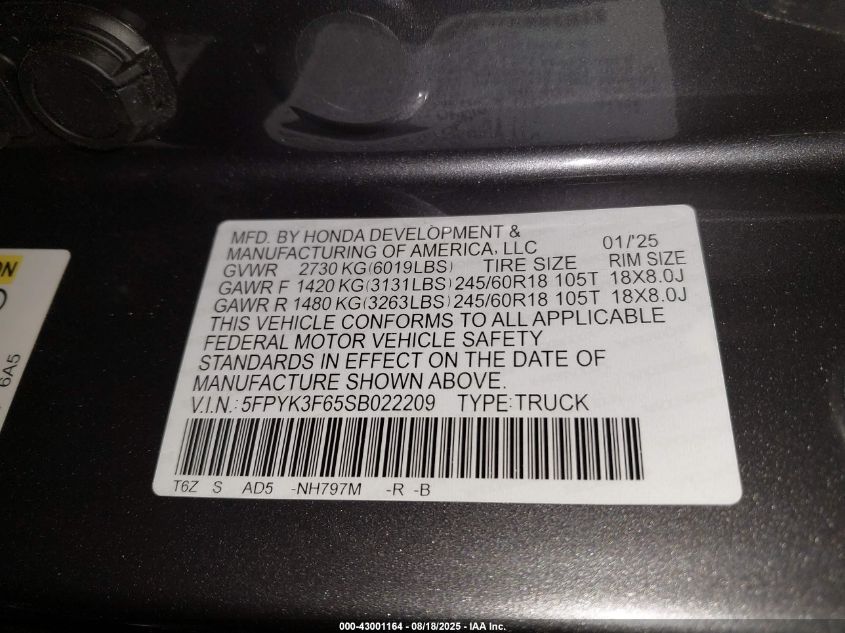 MFD. BY HONDA DEVELOPMENT &
MANUFACTURING OF AMERICA, LLC 01/'25
GVWR 2730 KG(6019LBS) TIRE SIZE RIM SIZE
GAWR F 1420 KG(3131LBS) 245/60R18 105T 18X8.0J
GAWR R 1480 KG(3263LBS) 245/60R18 105T 18X8.0J
THIS VEHICLE CONFORMS TO ALL APPLICABLE
FEDERAL MOTOR VEHICLE SAFETY
STANDARDS IN EFFECT ON THE DATE OF
MANUFACTURE SHOWN ABOVE.
V.I.N.: 5FPYK3F65SB022209 TYPE:TRUCK
T6Z S AD5 -NH797M -R -B
6A5
000-43001164 - 08/18/2025 - IAA Inc.